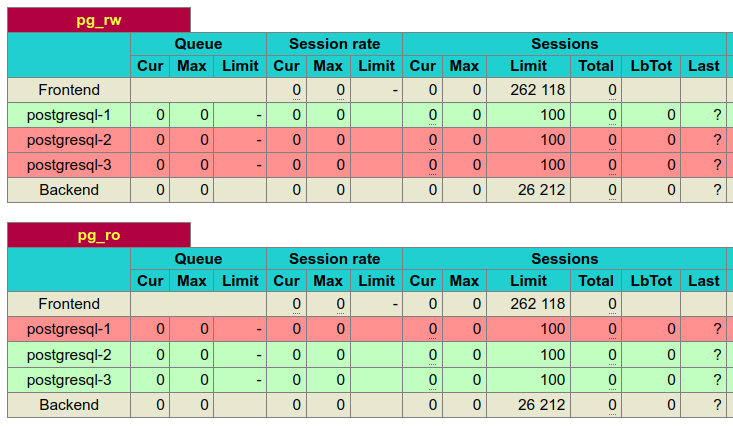 pg_rw
Queue Session rate Sessions
Cur Max Limit Cur Max Limit Cur Max Limit Total LbTot Last
Frontend 0 0 - 0 0 262 118 0
postgresql-1 0 0 - 0 0 0 0 100 0 0 ?
postgresql-2 0 0 - 0 0 0 0 100 0 0 ?
postgresql-3 0 0 - 0 0 0 0 100 0 0 ?
Backend 0 0 0 0 0 0 26 212 0 0 ?
pg_ro
Queue Session rate Sessions
Cur Max Limit Cur Max Limit Cur Max Limit Total LbTot Last
Frontend 0 0 - 0 0 262 118 0
postgresql-1 0 0 - 0 0 0 0 100 0 0 ?
postgresql-2 0 0 - 0 0 0 0 100 0 0 ?
postgresql-3 0 0 - 0 0 0 0 100 0 0 ?
Backend 0 0 0 0 0 0 26 212 0 0 ?